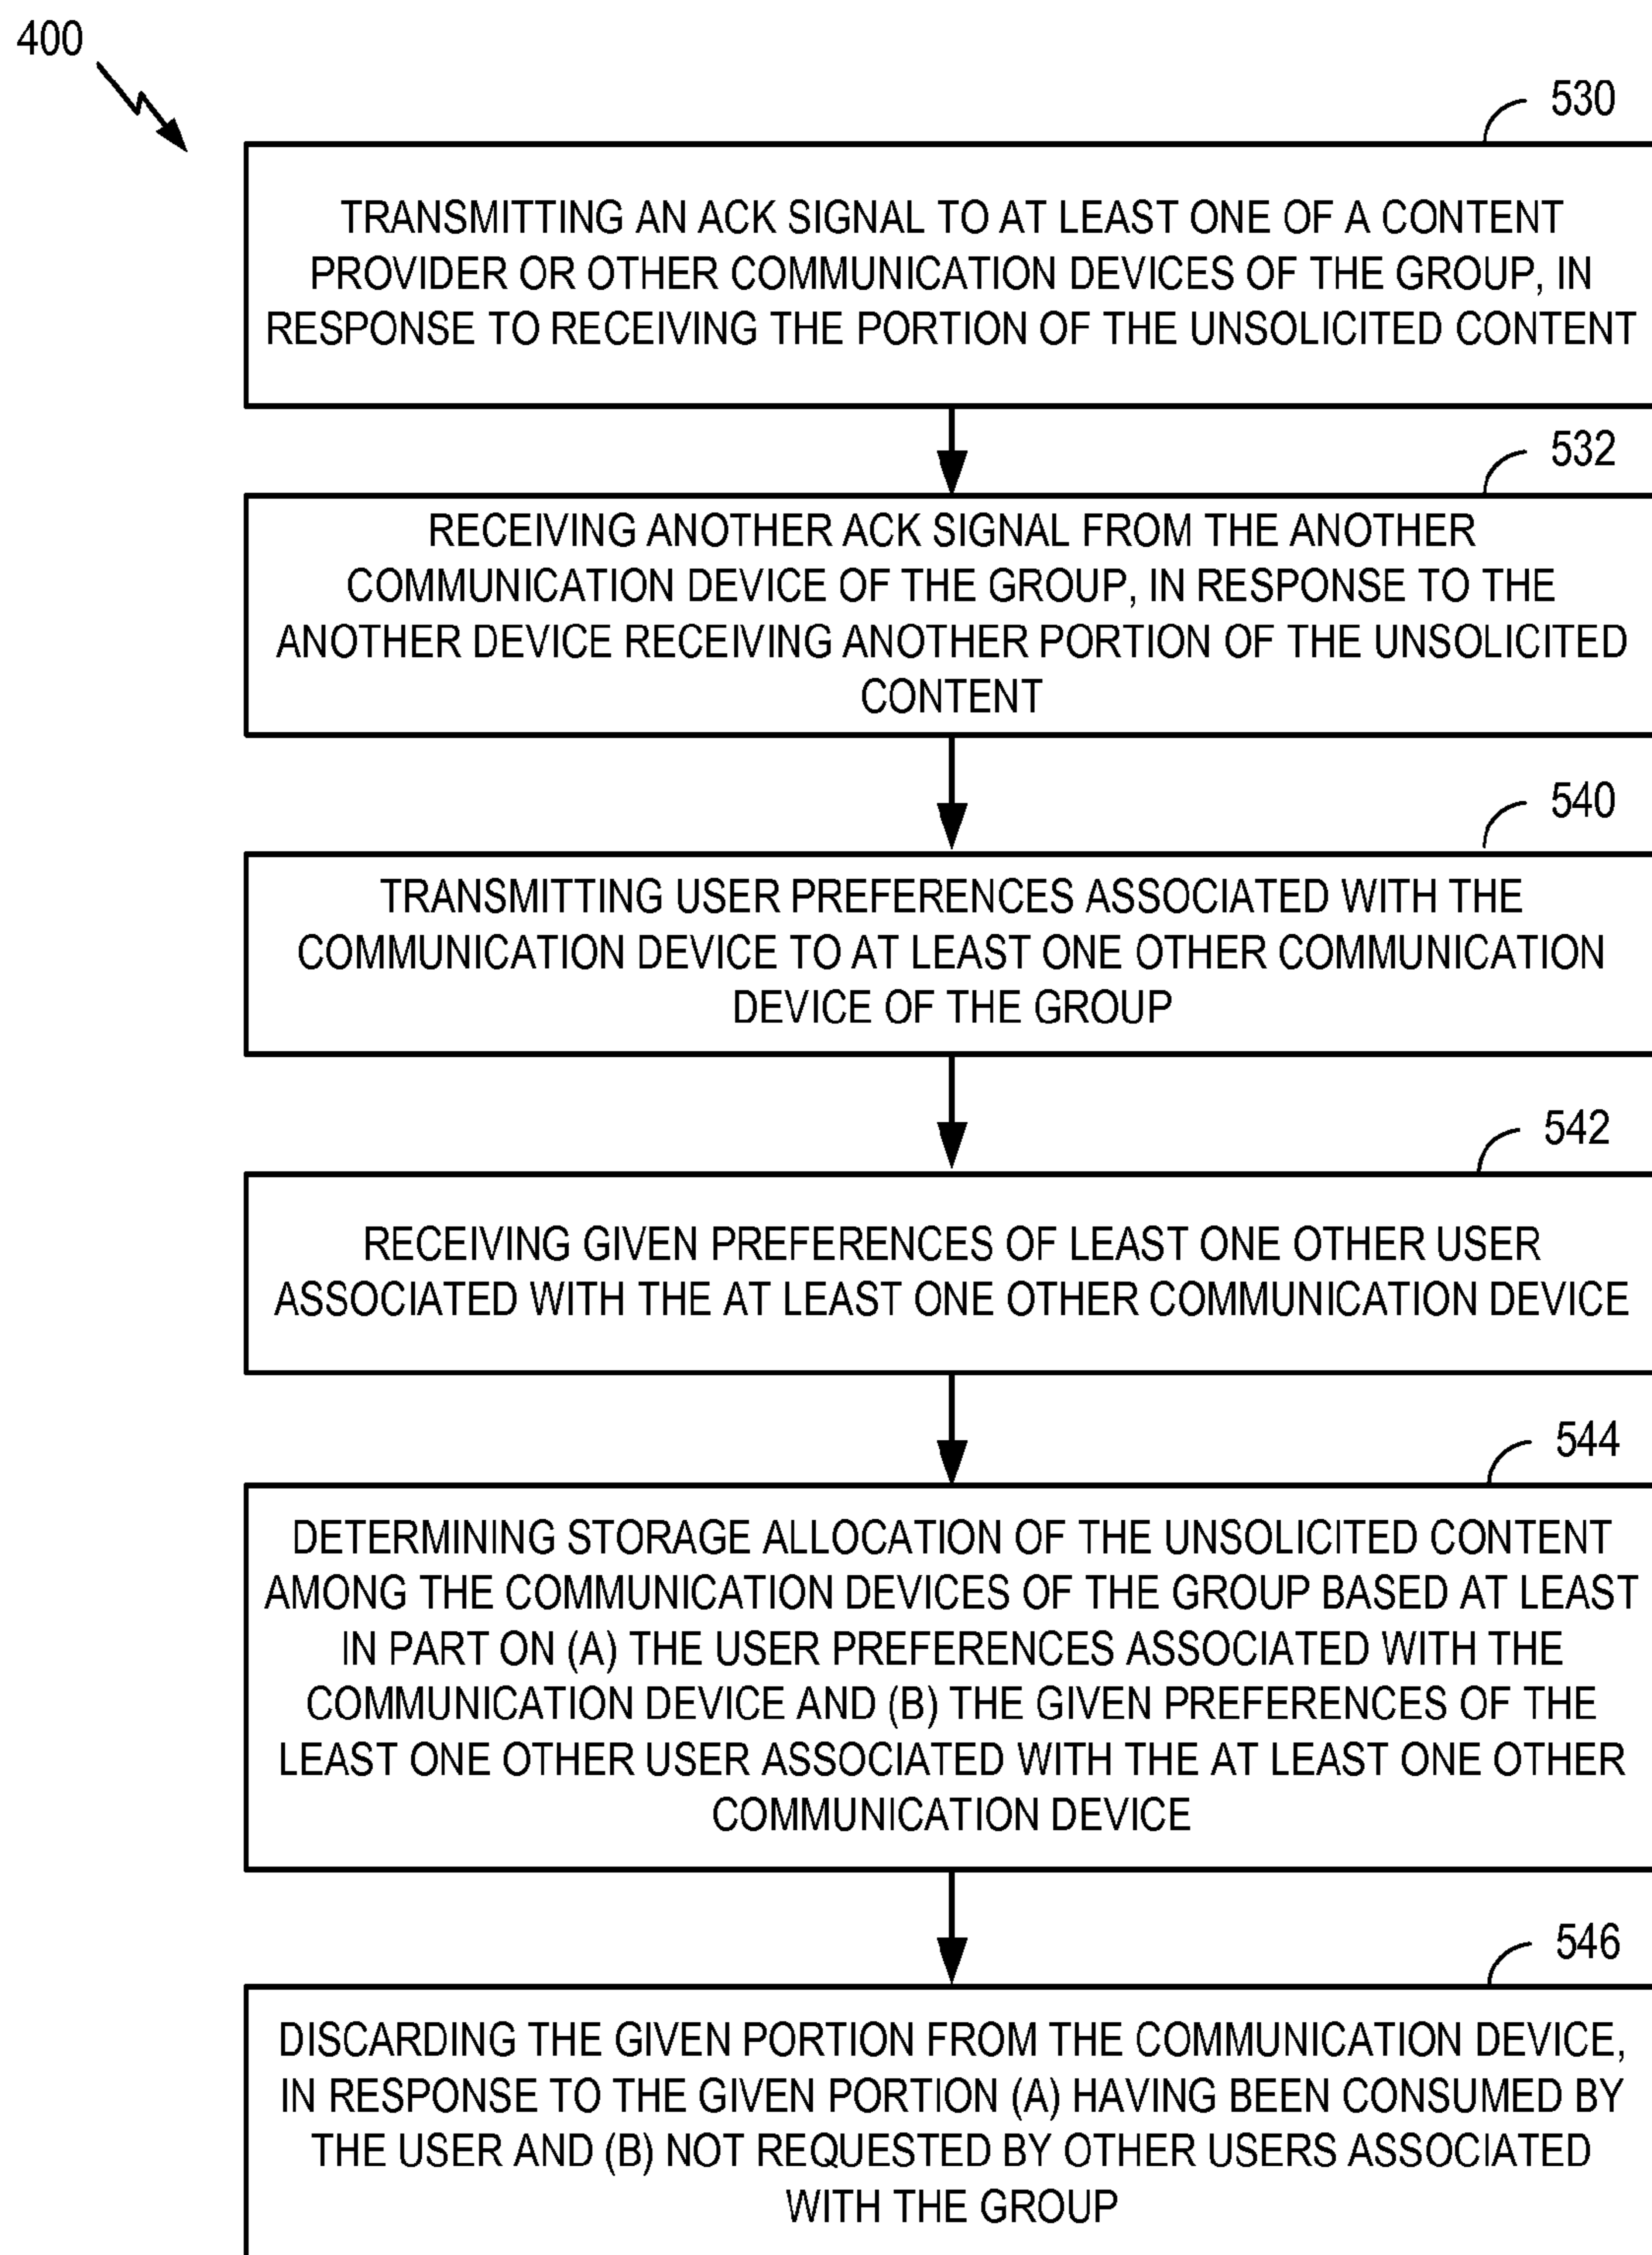 400
530
TRANSMITTING AN ACK SIGNAL TO AT LEAST ONE OF A CONTENT
PROVIDER OR OTHER COMMUNICATION DEVICES OF THE GROUP, IN
RESPONSE TO RECEIVING THE PORTION OF THE UNSOLICITED CONTENT
532
RECEIVING ANOTHER ACK SIGNAL FROM THE ANOTHER
COMMUNICATION DEVICE OF THE GROUP, IN RESPONSE TO THE
ANOTHER DEVICE RECEIVING ANOTHER PORTION OF THE UNSOLICITED
CONTENT
540
TRANSMITTING USER PREFERENCES ASSOCIATED WITH THE
COMMUNICATION DEVICE TO AT LEAST ONE OTHER COMMUNICATION
DEVICE OF THE GROUP
542
RECEIVING GIVEN PREFERENCES OF LEAST ONE OTHER USER
ASSOCIATED WITH THE AT LEAST ONE OTHER COMMUNICATION DEVICE
544
DETERMINING STORAGE ALLOCATION OF THE UNSOLICITED CONTENT
AMONG THE COMMUNICATION DEVICES OF THE GROUP BASED AT LEAST
IN PART ON (A) THE USER PREFERENCES ASSOCIATED WITH THE
COMMUNICATION DEVICE AND (B) THE GIVEN PREFERENCES OF THE
LEAST ONE OTHER USER ASSOCIATED WITH THE AT LEAST ONE OTHER
COMMUNICATION DEVICE
546
DISCARDING THE GIVEN PORTION FROM THE COMMUNICATION DEVICE,
IN RESPONSE TO THE GIVEN PORTION (A) HAVING BEEN CONSUMED BY
THE USER AND (B) NOT REQUESTED BY OTHER USERS ASSOCIATED
WITH THE GROUP